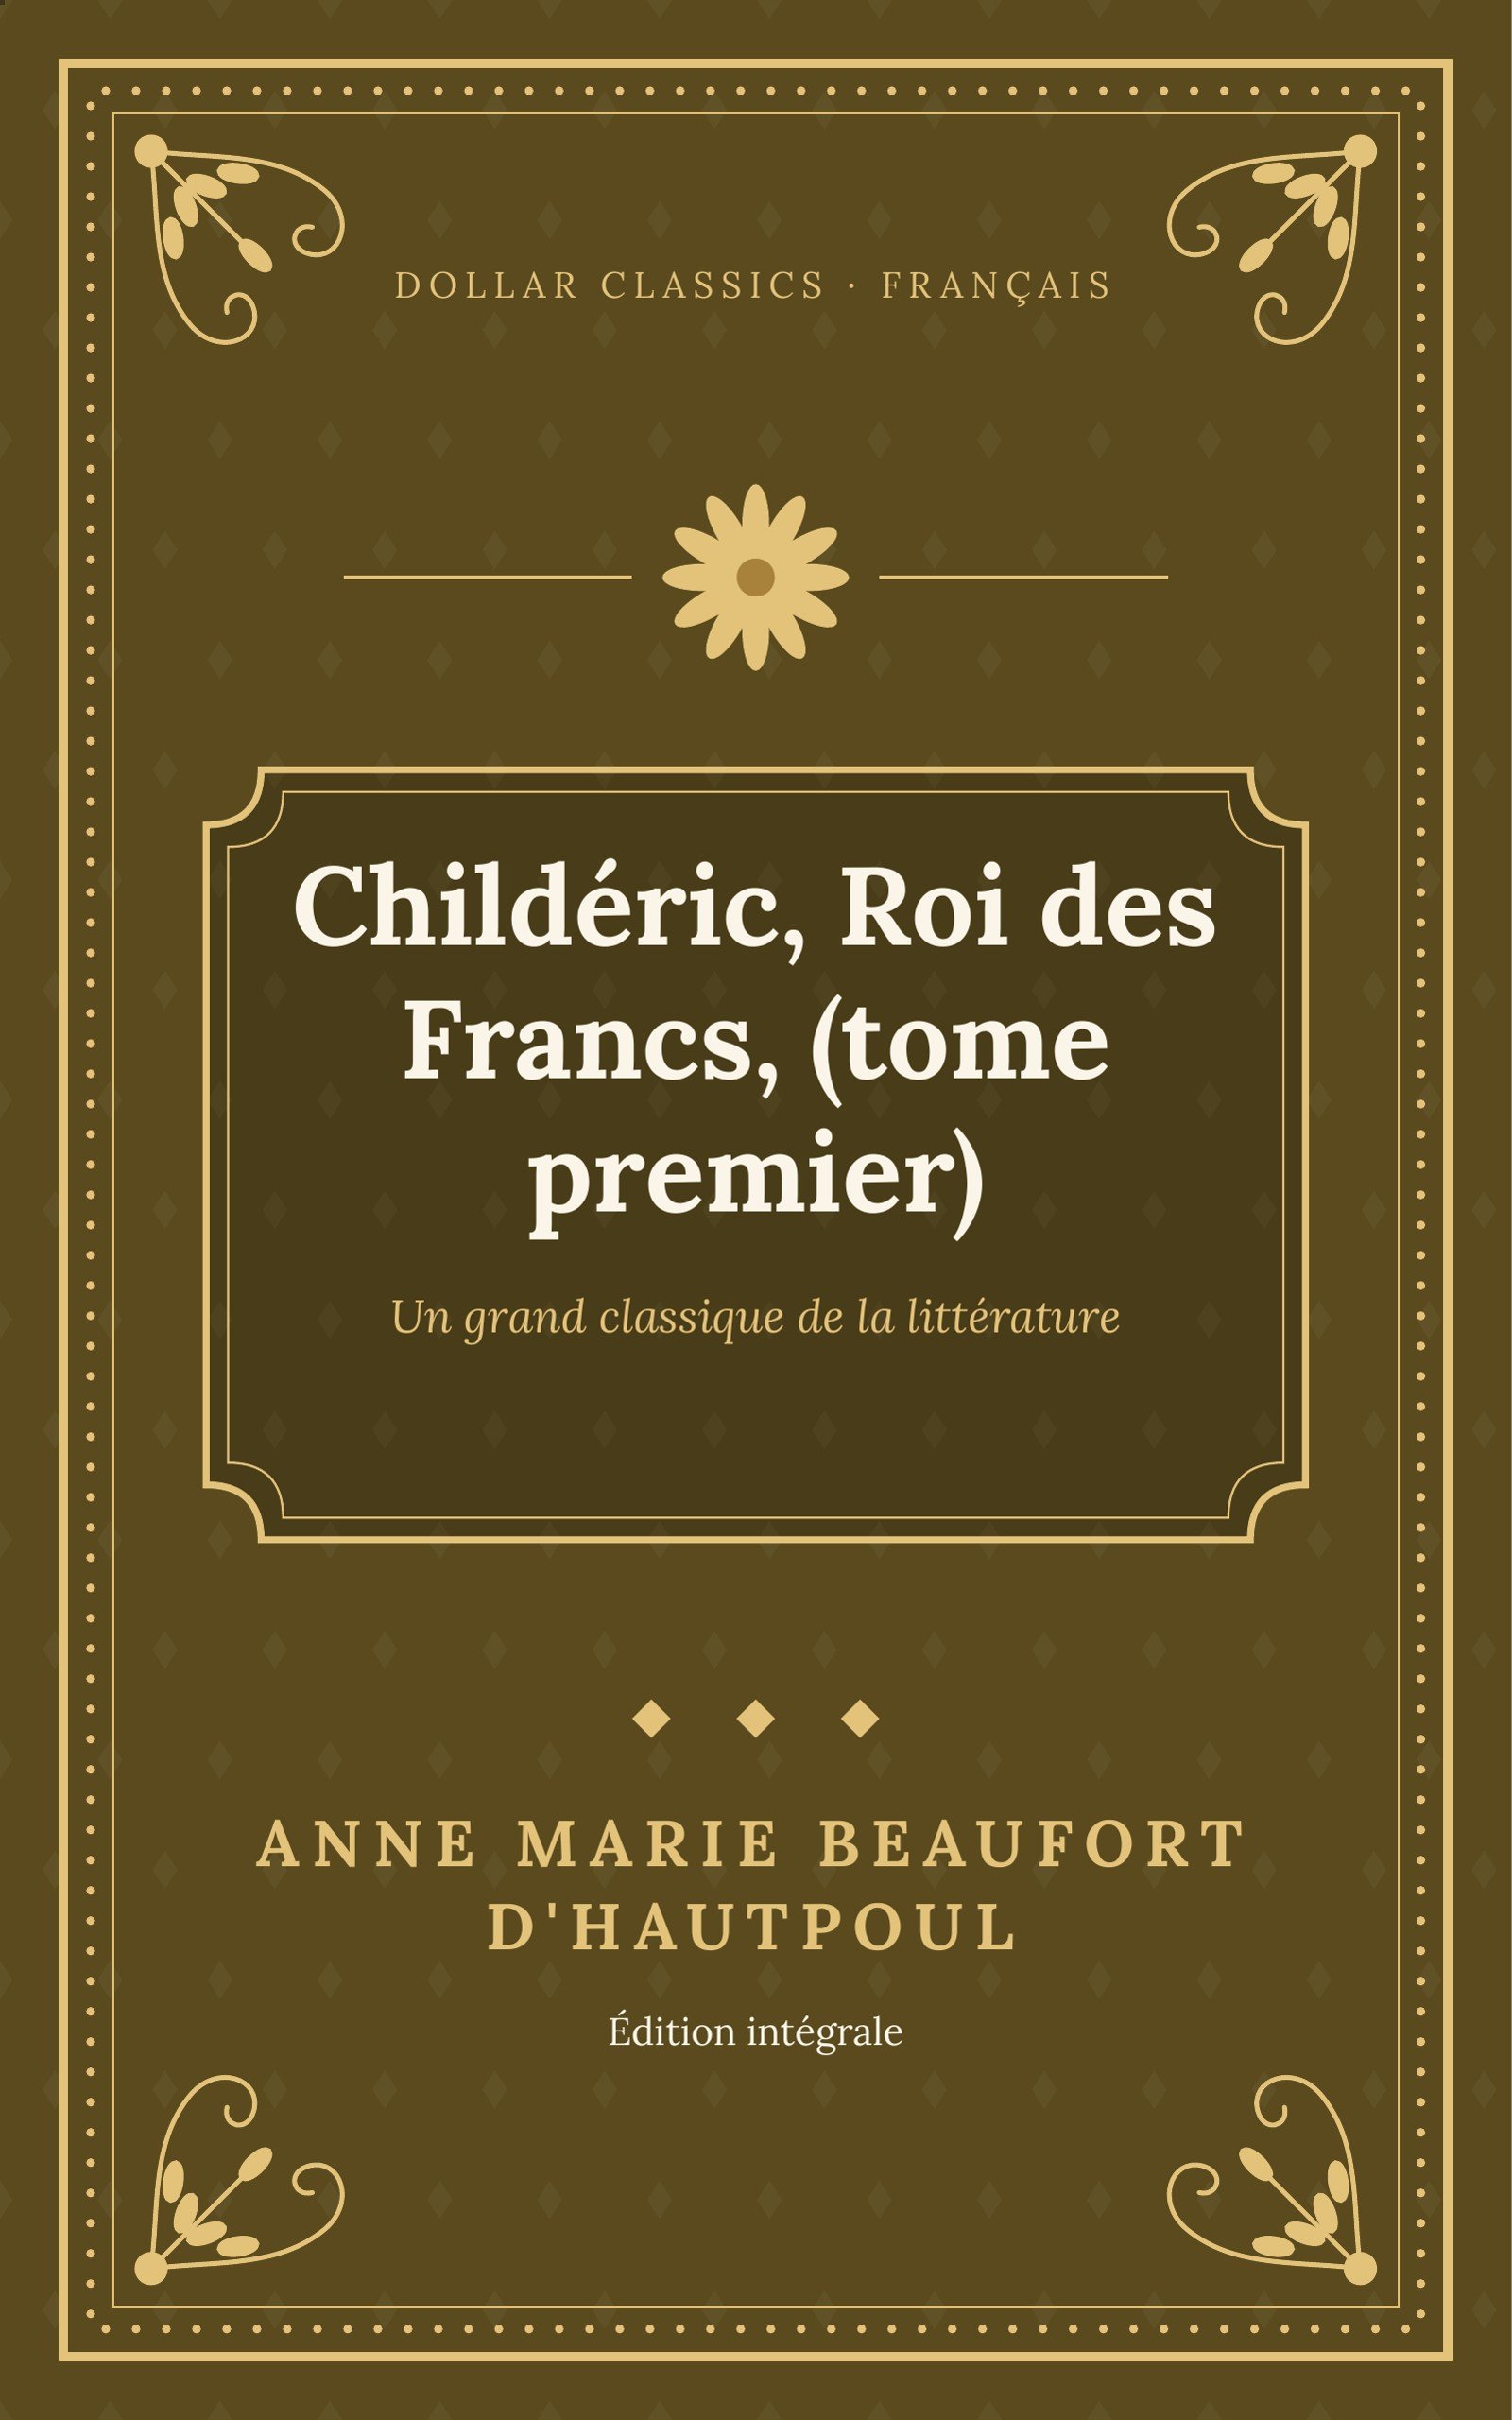 DOLLAR CLASSICS · FRANÇAIS
Childéric, Roi des
Francs, (tome
premier)
Un grand classique de la littérature
ANNE MARIE BEAUFORT
D'HAUTPOUL
Édition intégrale